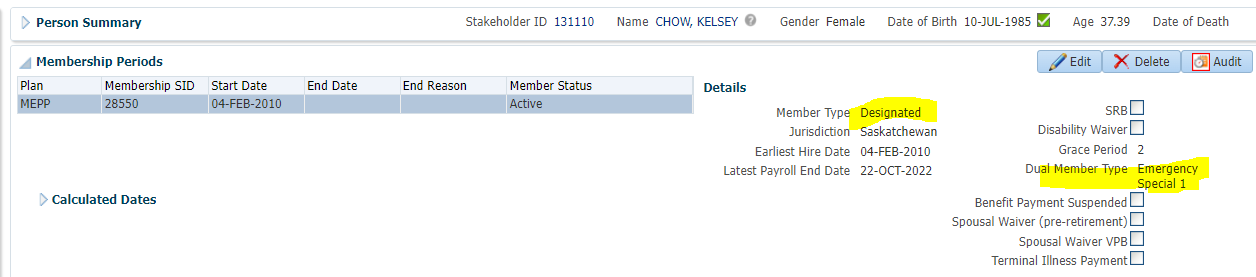 Person Summary Stakeholder ID 131110 Name CHOW, KELSEY Gender Female Date of Birth 10-JUL-1985 Age 37.39 Date of Death
Membership Periods Edit Delete Audit
Plan Membership SID Start Date End Date End Reason Member Status
MEPP 28550 04-FEB-2010 Active
Details
Member Type Designated
Jurisdiction Saskatchewan
Earliest Hire Date 04-FEB-2010
Latest Payroll End Date 22-OCT-2022
SRB
Disability Waiver
Grace Period 2
Dual Member Type Emergency
Special 1
Benefit Payment Suspended
Spousal Waiver (pre-retirement)
Spousal Waiver VPB
Terminal Illness Payment
Calculated Dates